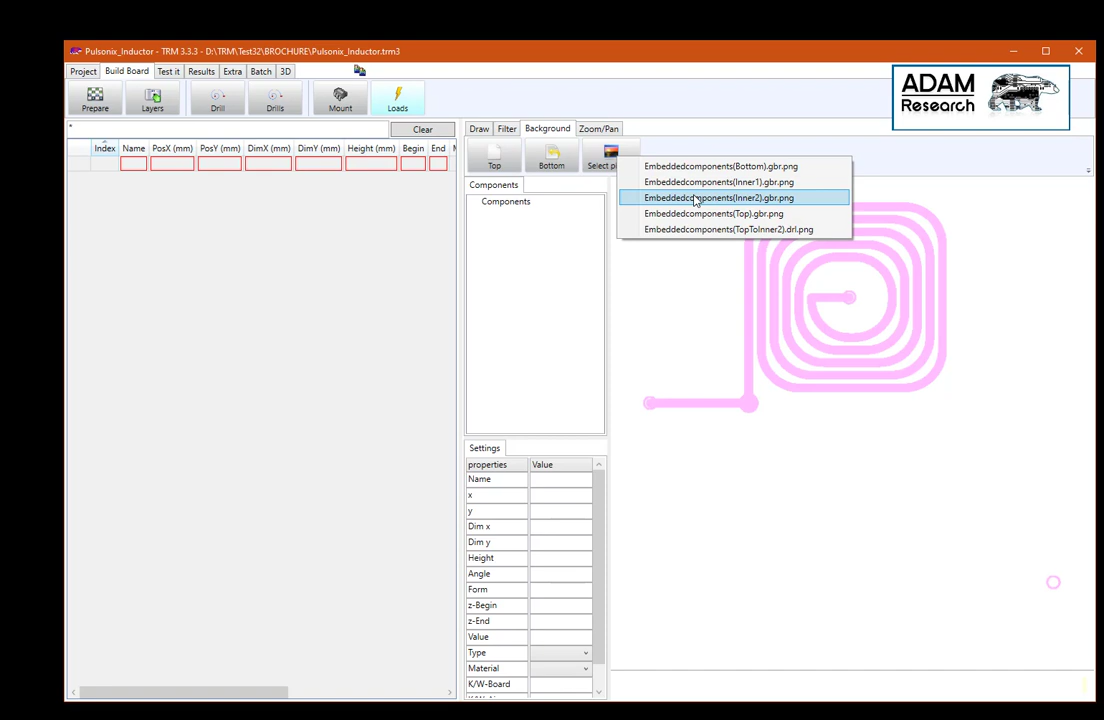 Pulsonix_Inductor - TRM 3.3.3 - D:\TRM\Test32\BROCHURE\Pulsonix_Inductor.trm3
Project Build Board Test it Results Extra Batch 3D
Prepare Layers Drill Drills Mount Loads
ADAM
Research
* Clear
Index Name PosX (mm) PosY (mm) DimX (mm) DimY (mm) Height (mm) Begin End
Draw Filter Background Zoom/Pan
Top Bottom Select pi
Embeddedcomponents(Bottom).gbr.png
Embeddedcomponents(Inner1).gbr.png
Embeddedcomponents(Inner2).gbr.png
Embeddedcomponents(Top).gbr.png
Embeddedcomponents(TopToInner2).drl.png
Components
Components
Settings
properties Value
Name
x
y
Dim x
Dim y
Height
Angle
Form
z-Begin
z-End
Value
Type
Material
K/W-Board